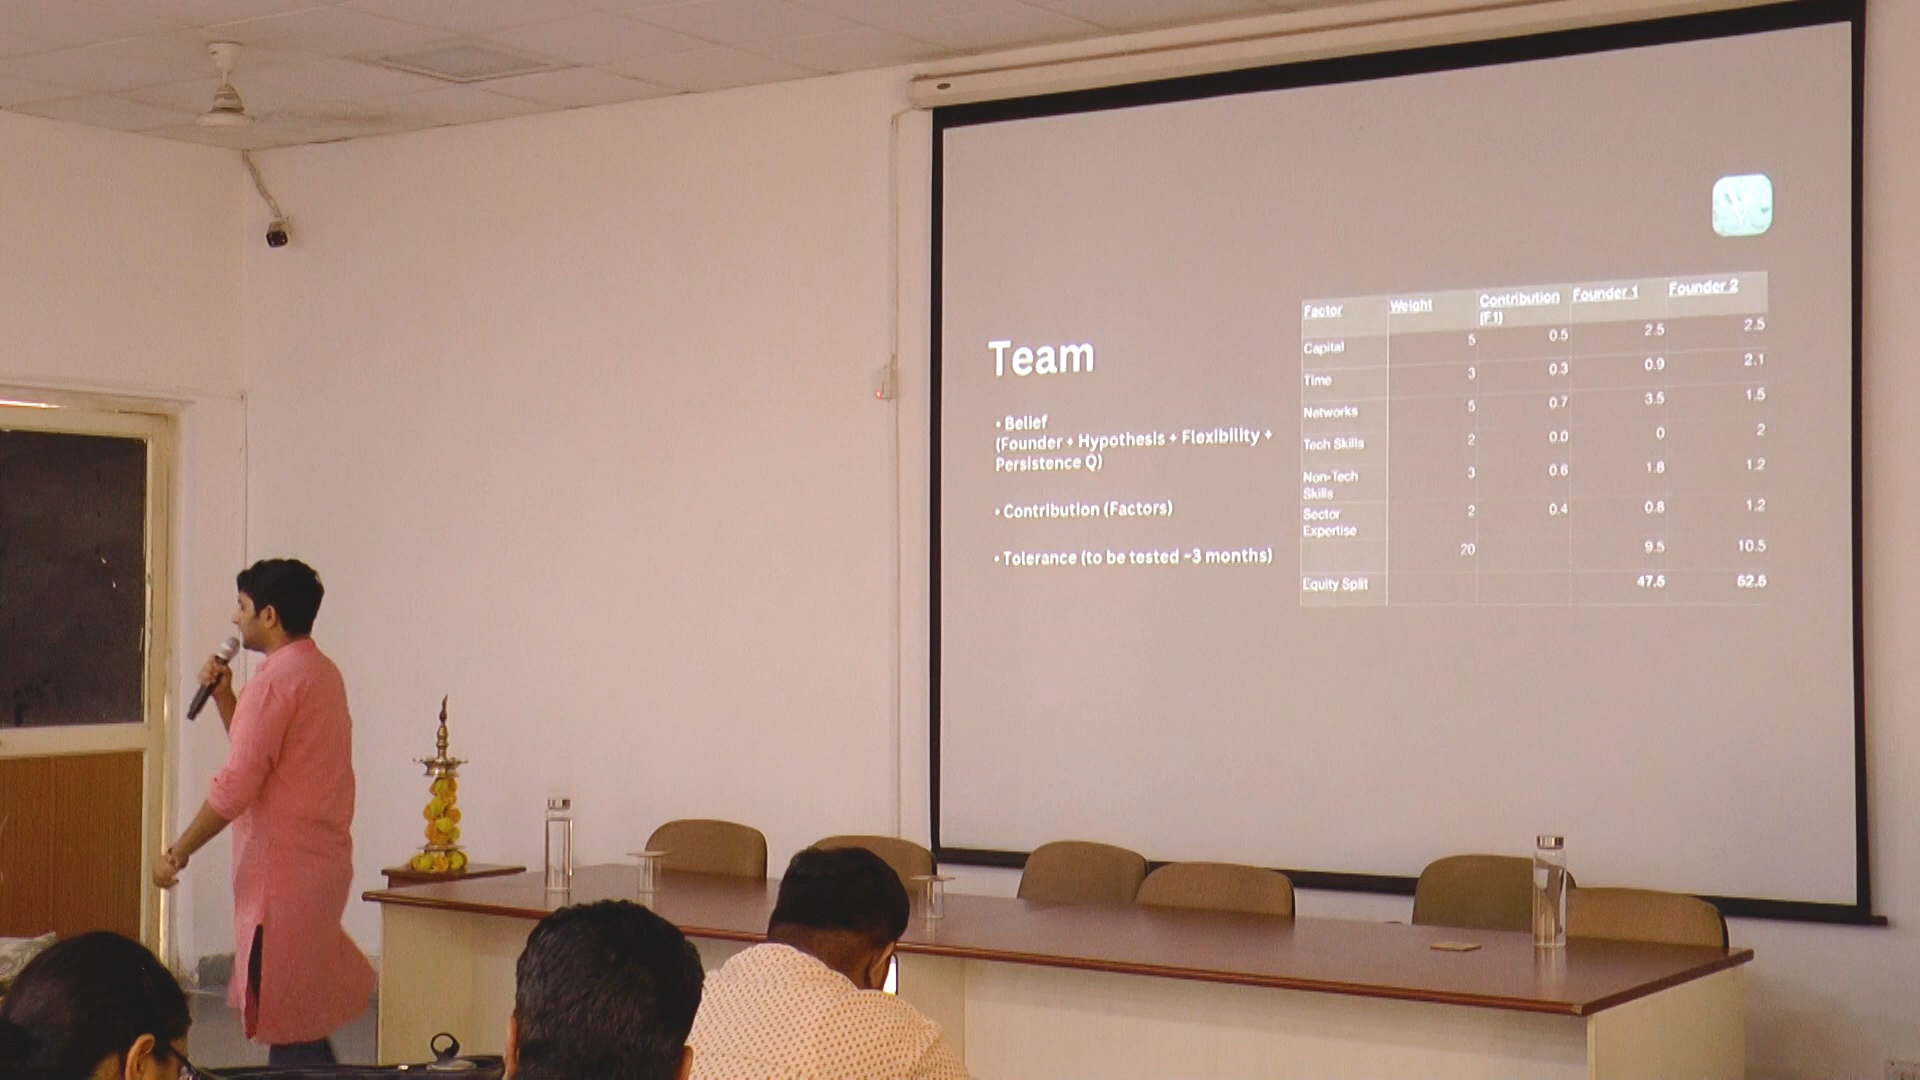 Team
• Belief
(Founder + Hypothesis + Flexibility +
Persistence Q)
• Contribution (Factors)
• Tolerance (to be tested ~3 months)
Factor Weight Contribution (F1) Founder 1 Founder 2
Capital 5 0.5 2.5 2.5
Time 3 0.3 0.9 2.1
Networks 5 0.7 3.5 1.5
Tech Skills 2 0.0 0 2
Non-Tech Skills 3 0.6 1.8 1.2
Sector Expertise 2 0.4 0.8 1.2
20 9.5 10.5
Equity Split 47.5 52.5